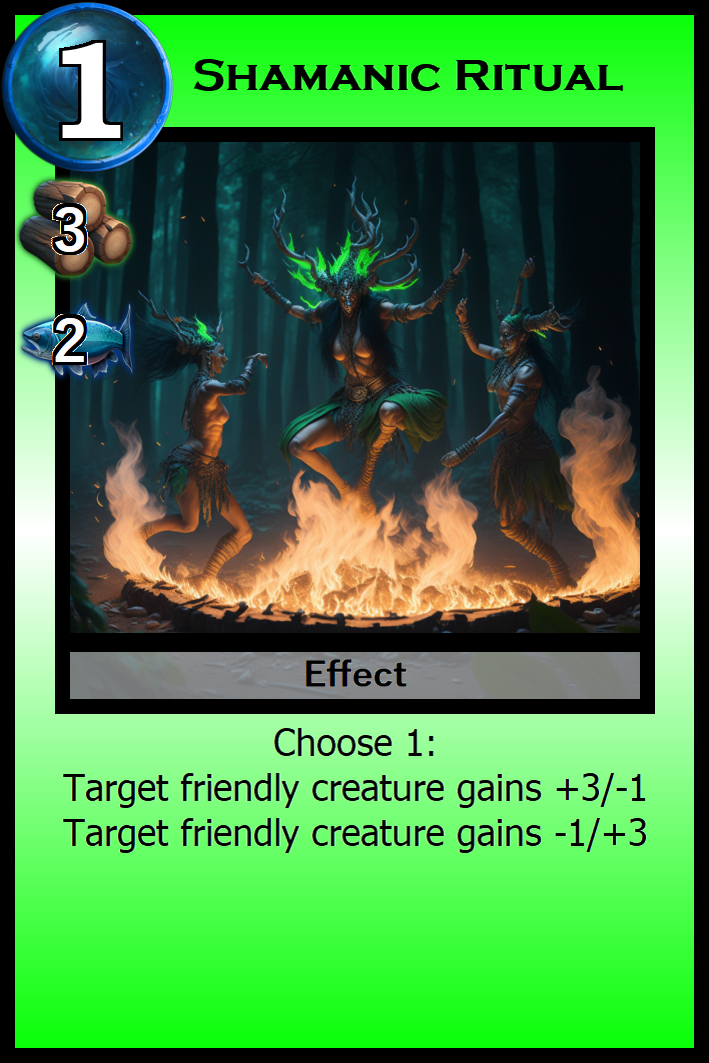 1
Shamanic Ritual
3
2
Effect
Choose 1:
Target friendly creature gains +3/-1
Target friendly creature gains -1/+3